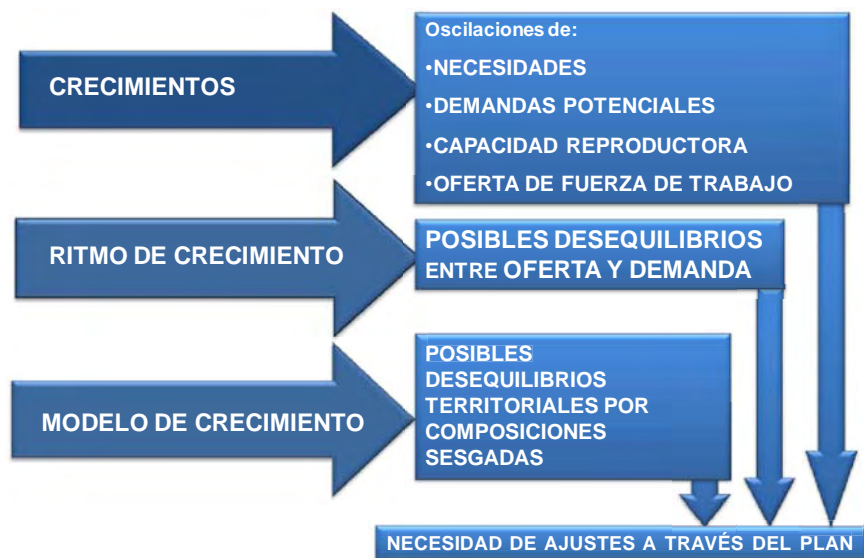 CRECIMIENTOS
Oscilaciones de:
•NECESIDADES
•DEMANDAS POTENCIALES
•CAPACIDAD REPRODUCTORA
•OFERTA DE FUERZA DE TRABAJO
RITMO DE CRECIMIENTO
POSIBLES DESEQUILIBRIOS
ENTRE OFERTA Y DEMANDA
MODELO DE CRECIMIENTO
POSIBLES
DESEQUILIBRIOS
TERRITORIALES POR
COMPOSICIONES
SESGADAS
NECESIDAD DE AJUSTES A TRAVÉS DEL PLAN